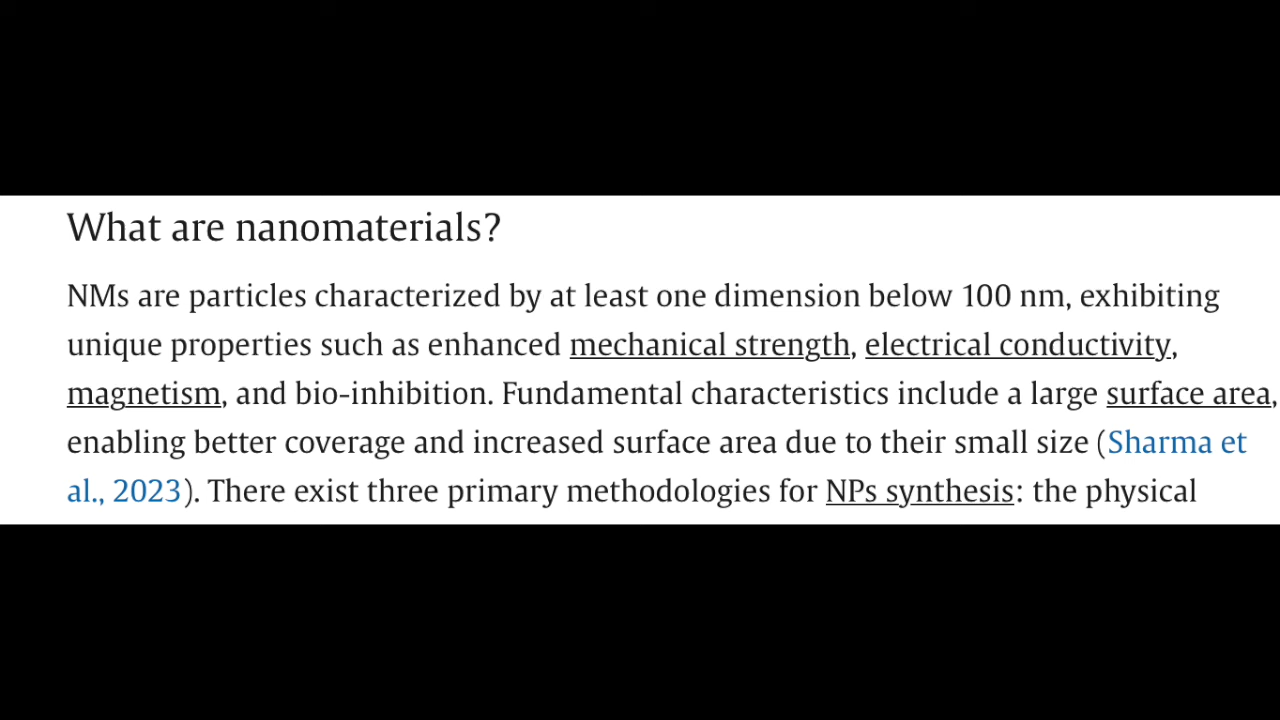 What are nanomaterials?
NMs are particles characterized by at least one dimension below 100 nm, exhibiting
unique properties such as enhanced mechanical strength, electrical conductivity,
magnetism, and bio-inhibition. Fundamental characteristics include a large surface area,
enabling better coverage and increased surface area due to their small size (Sharma et
al., 2023). There exist three primary methodologies for NPs synthesis: the physical